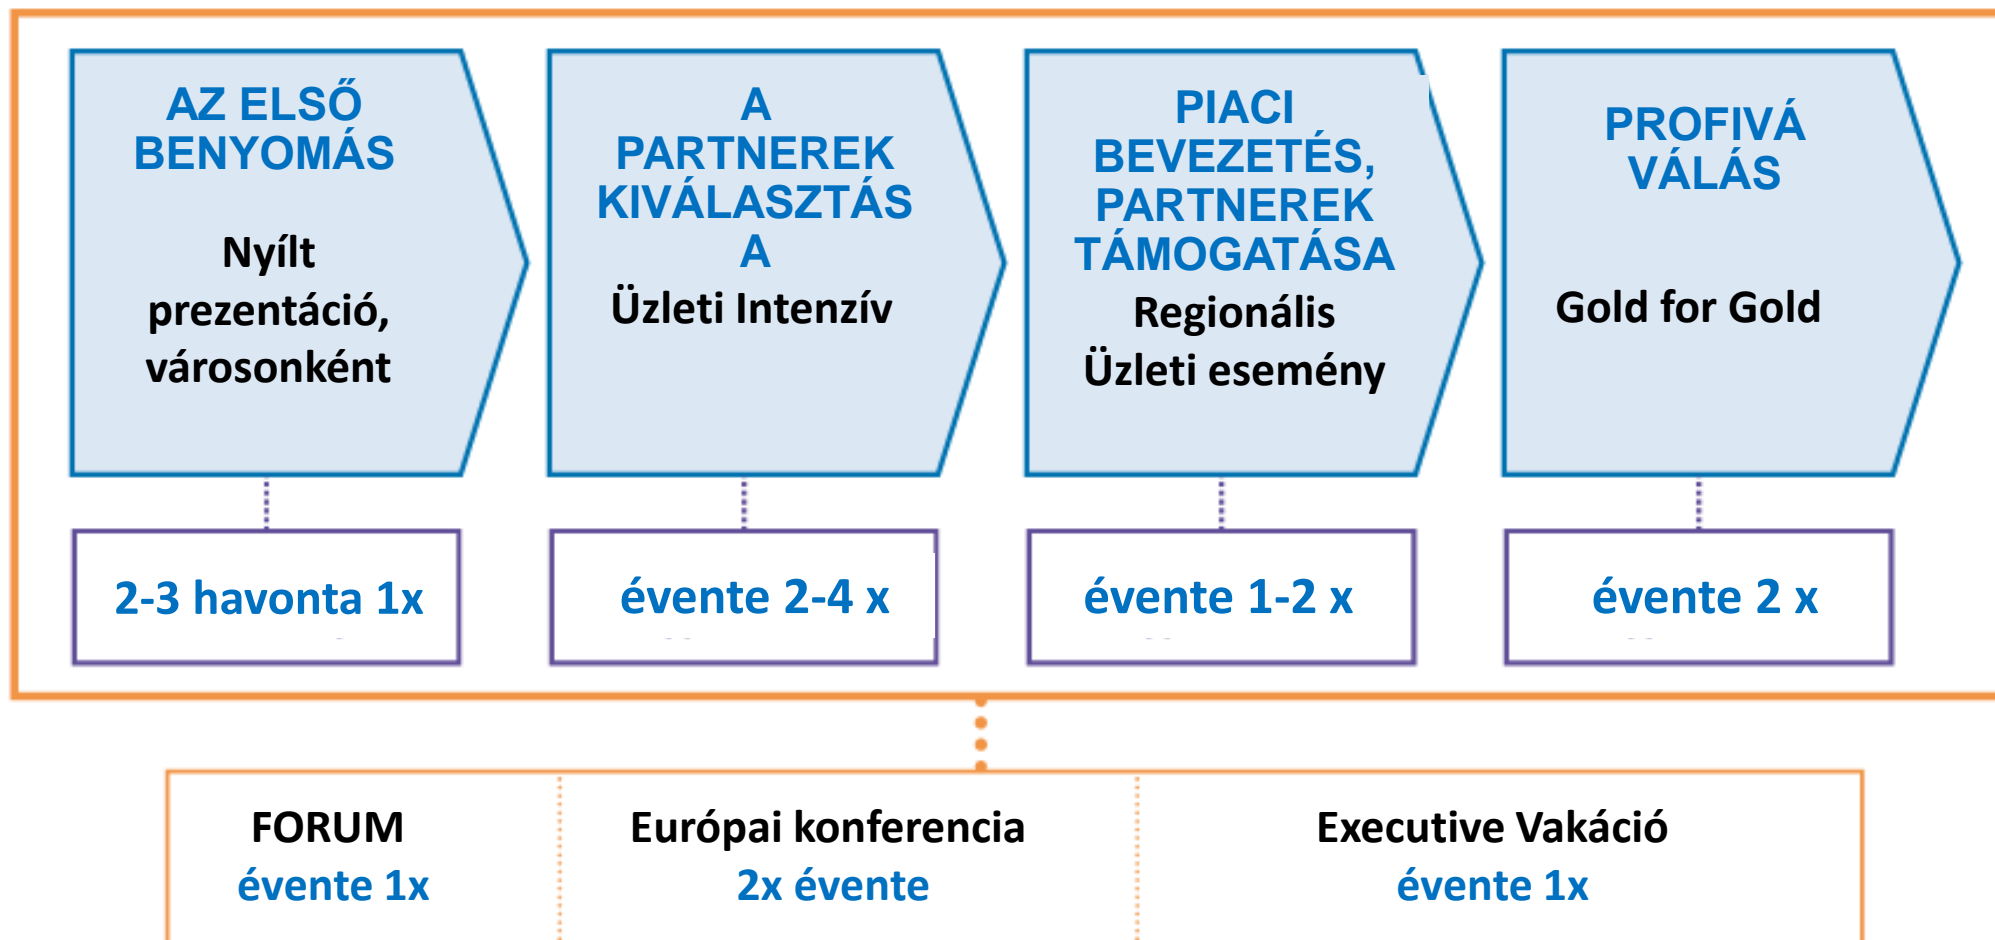 AZ ELSŐ
BENYOMÁS
Nyílt
prezentáció,
városonként
A
PARTNEREK
KIVÁLASZTÁS
A
Üzleti Intenzív
PIACI
BEVEZETÉS,
PARTNEREK
TÁMOGATÁSA
Regionális
Üzleti esemény
PROFIVÁ
VÁLÁS
Gold for Gold
2-3 havonta 1x
évente 2-4 x
évente 1-2 x
évente 2 x
FORUM
évente 1x
Európai konferencia
2x évente
Executive Vakáció
évente 1x